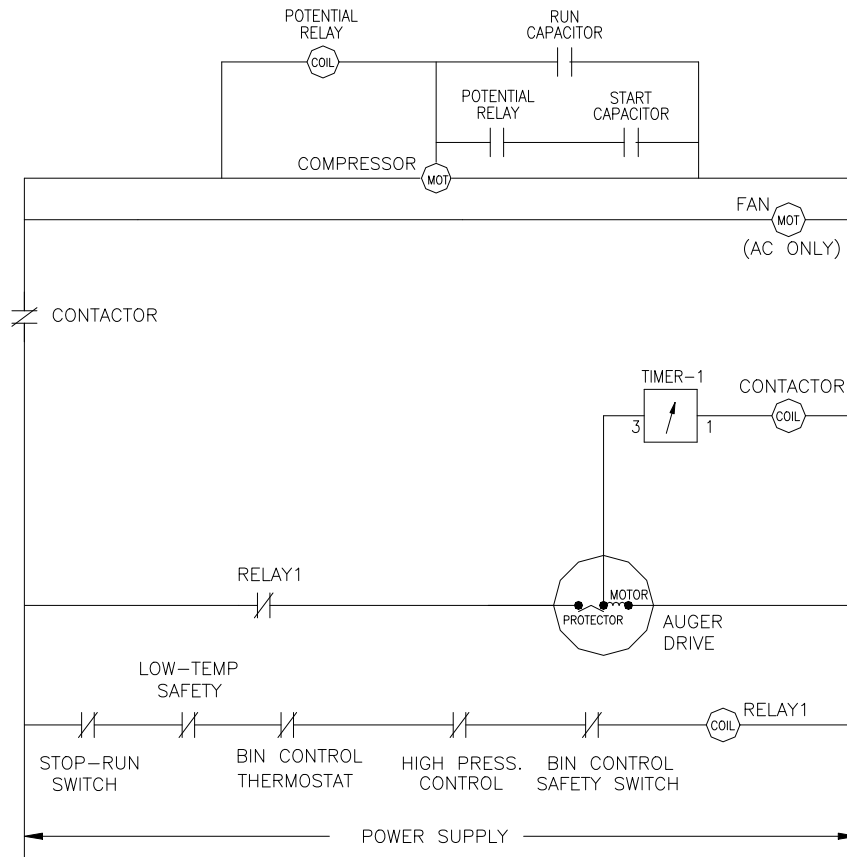 POTENTIAL
RELAY
COIL
RUN
CAPACITOR
POTENTIAL
RELAY
START
CAPACITOR
COMPRESSOR
MOT
FAN
MOT
(AC ONLY)
CONTACTOR
TIMER-1
3
1
CONTACTOR
COIL
RELAY1
MOTOR
PROTECTOR
AUGER
DRIVE
LOW-TEMP
SAFETY
COIL
RELAY1
STOP-RUN
SWITCH
BIN CONTROL
THERMOSTAT
HIGH PRESS.
CONTROL
BIN CONTROL
SAFETY SWITCH
POWER SUPPLY